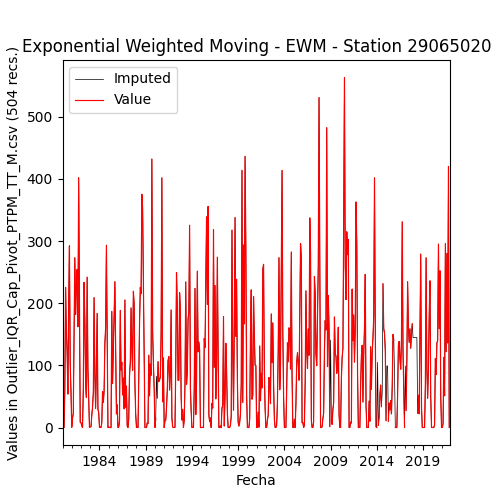 Exponential Weighted Moving - EWM - Station 29065020
Imputed
Value
500
400
300
200
100
0
Values in Outlier_IQR_Cap_Pivot_PTPM_TT_M.csv (504 recs.)
1984 1989 1994 1999 2004 2009 2014 2019
Fecha